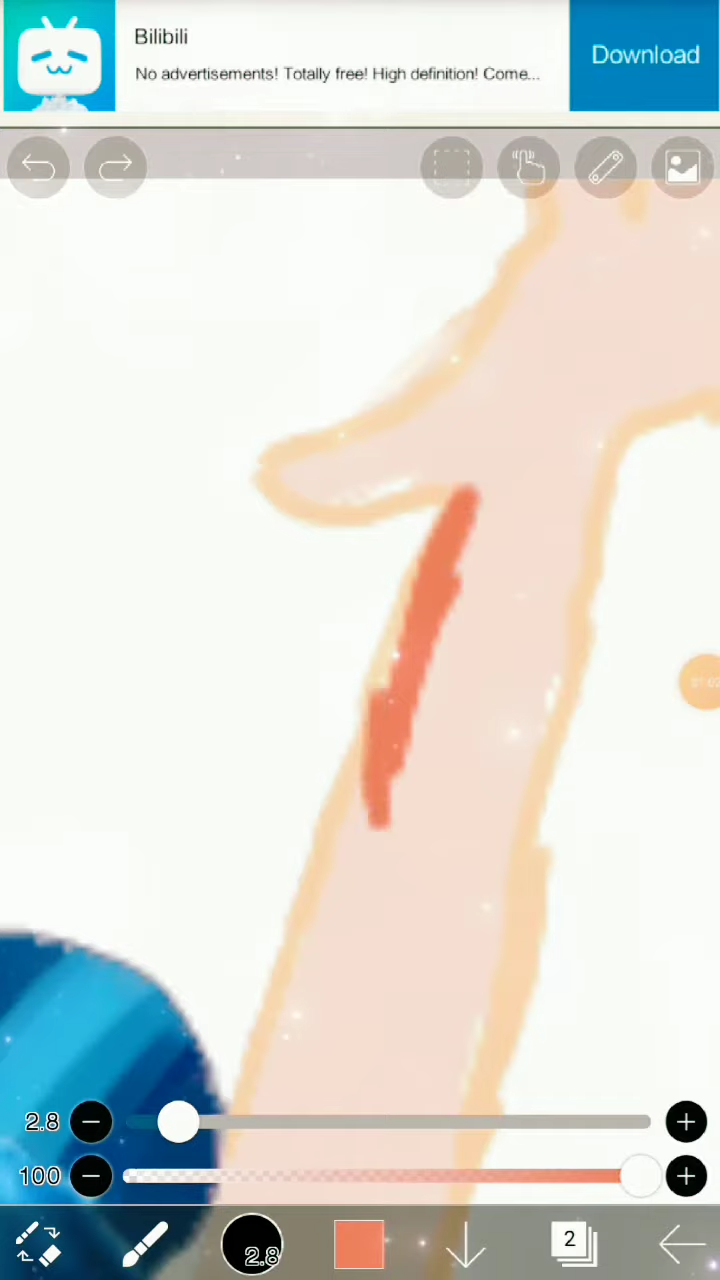 Bilibili
No advertisements! Totally free! High definition! Come...
Download
2.8
100
2.8
2